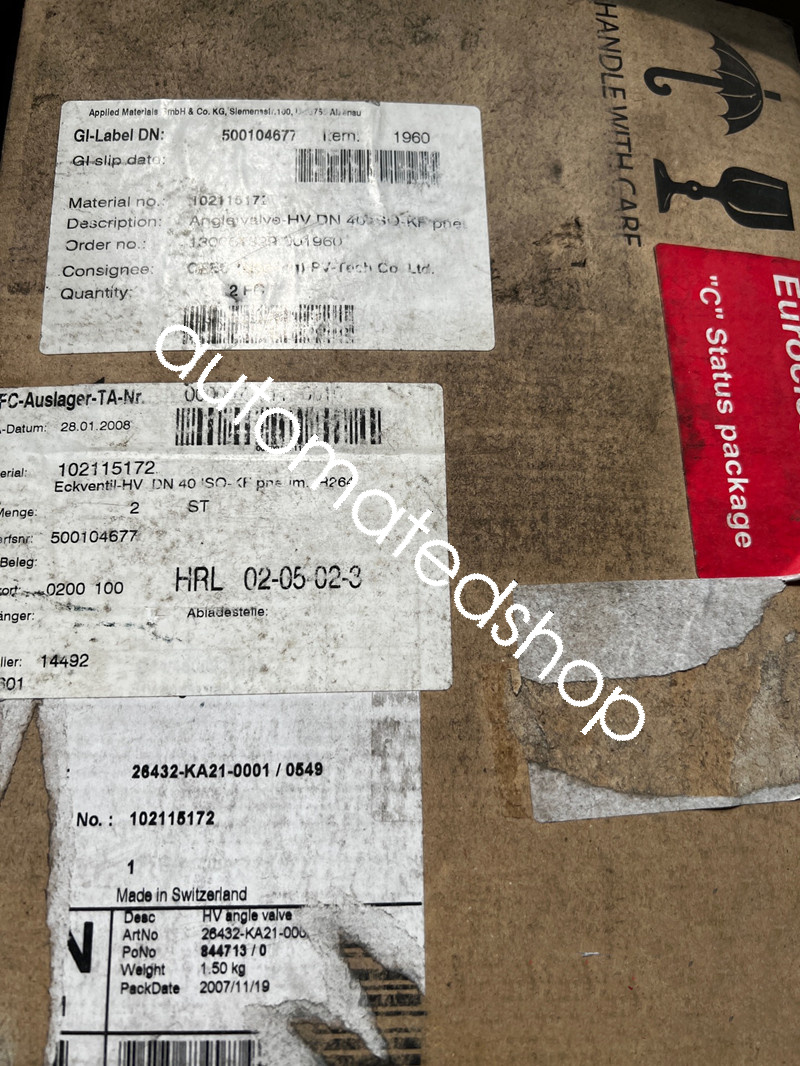 HANDLE WITH CARE
Applied Materials GmbH & Co. KG, Siemensstr.100,
GI-Label DN: 500104677 1960
GI slip date:
Material no.: 102115172
Description: Angle valve-HV DN 40 ISO-KF pne
Order no.:
Consignee: PV-Tech Co. Ltd.
Quantity: 2
Euroc
"C" Status package
FC-Auslager-TA-Nr.
-Datum: 28.01.2008
erial: 102115172
Eckventil-HV DN 40 ISO-KF
Menge: 2 ST
erfsnr: 500104677
Beleg:
ort 0200 100 HRL 02-05-02-3
änger: Abladestelle:
ller: 14492
601
automatedshop
: 26432-KA21-0001 / 0549
No. : 102115172
1
Made in Switzerland
N
Desc HV angle valve
ArtNo 26432-KA21-000
PoNo 844713 / 0
Weight 1.50 kg
PackDate 2007/11/19